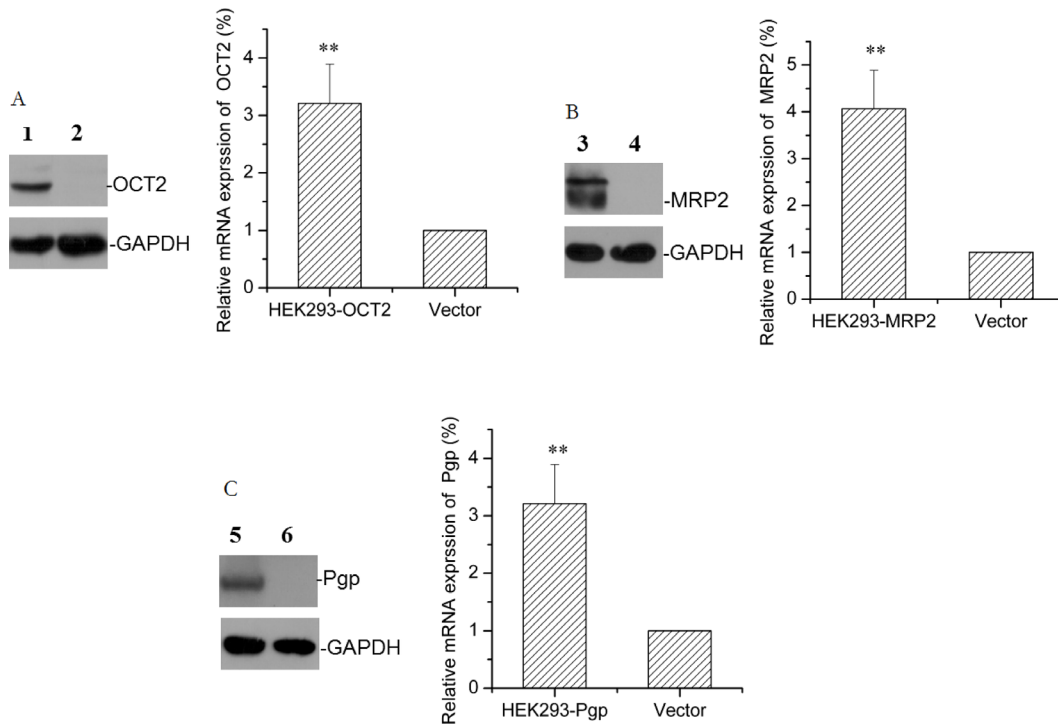 A
1 2
-OCT2
-GAPDH
Relative mRNA exprssion of OCT2 (%)
4
3
2
1
0
**
HEK293-OCT2 Vector
B
3 4
-MRP2
-GAPDH
Relative mRNA exprssion of MRP2 (%)
5
4
3
2
1
0
**
HEK293-MRP2 Vector
C
5 6
-Pgp
-GAPDH
Relative mRNA exprssion of Pgp (%)
4
3
2
1
0
**
HEK293-Pgp Vector